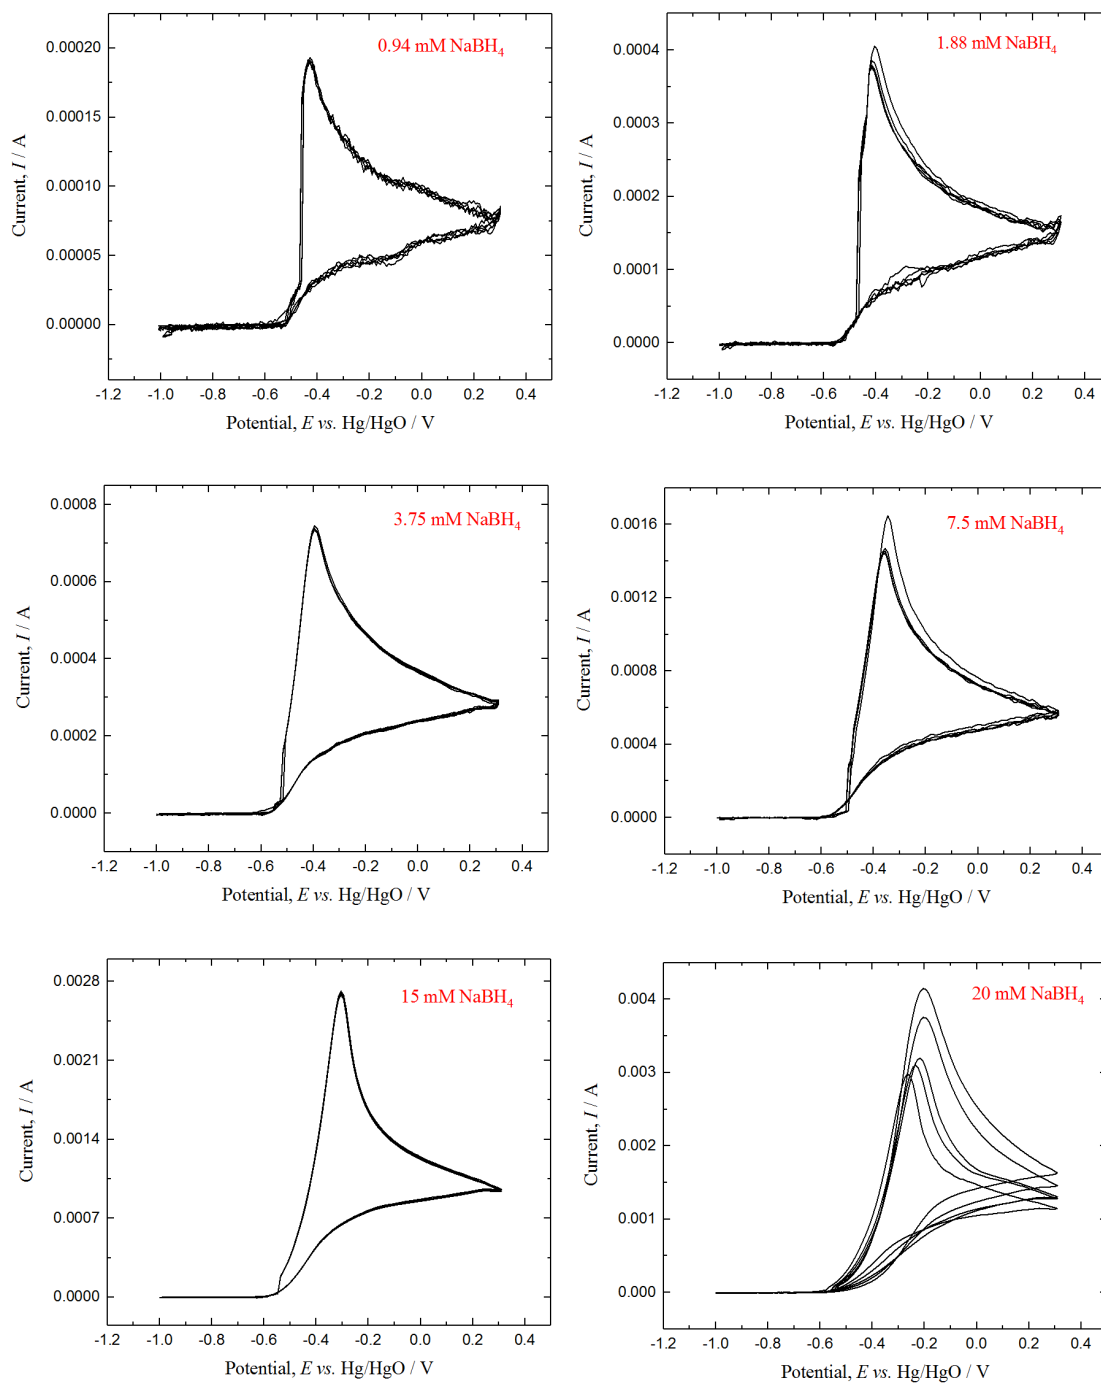 0.94 mM NaBH₄
0.00020
0.00015
0.00010
0.00005
0.00000
Current, I / A
-1.2 -1.0 -0.8 -0.6 -0.4 -0.2 0.0 0.2 0.4
Potential, E vs. Hg/HgO / V
1.88 mM NaBH₄
0.0004
0.0003
0.0002
0.0001
0.0000
Current, I / A
-1.2 -1.0 -0.8 -0.6 -0.4 -0.2 0.0 0.2 0.4
Potential, E vs. Hg/HgO / V
3.75 mM NaBH₄
0.0008
0.0006
0.0004
0.0002
0.0000
Current, I / A
-1.2 -1.0 -0.8 -0.6 -0.4 -0.2 0.0 0.2 0.4
Potential, E vs. Hg/HgO / V
7.5 mM NaBH₄
0.0016
0.0012
0.0008
0.0004
0.0000
Current, I / A
-1.2 -1.0 -0.8 -0.6 -0.4 -0.2 0.0 0.2 0.4
Potential, E vs. Hg/HgO / V
15 mM NaBH₄
0.0028
0.0021
0.0014
0.0007
0.0000
Current, I / A
-1.2 -1.0 -0.8 -0.6 -0.4 -0.2 0.0 0.2 0.4
Potential, E vs. Hg/HgO / V
20 mM NaBH₄
0.004
0.003
0.002
0.001
0.000
Current, I / A
-1.2 -1.0 -0.8 -0.6 -0.4 -0.2 0.0 0.2 0.4
Potential, E vs. Hg/HgO / V